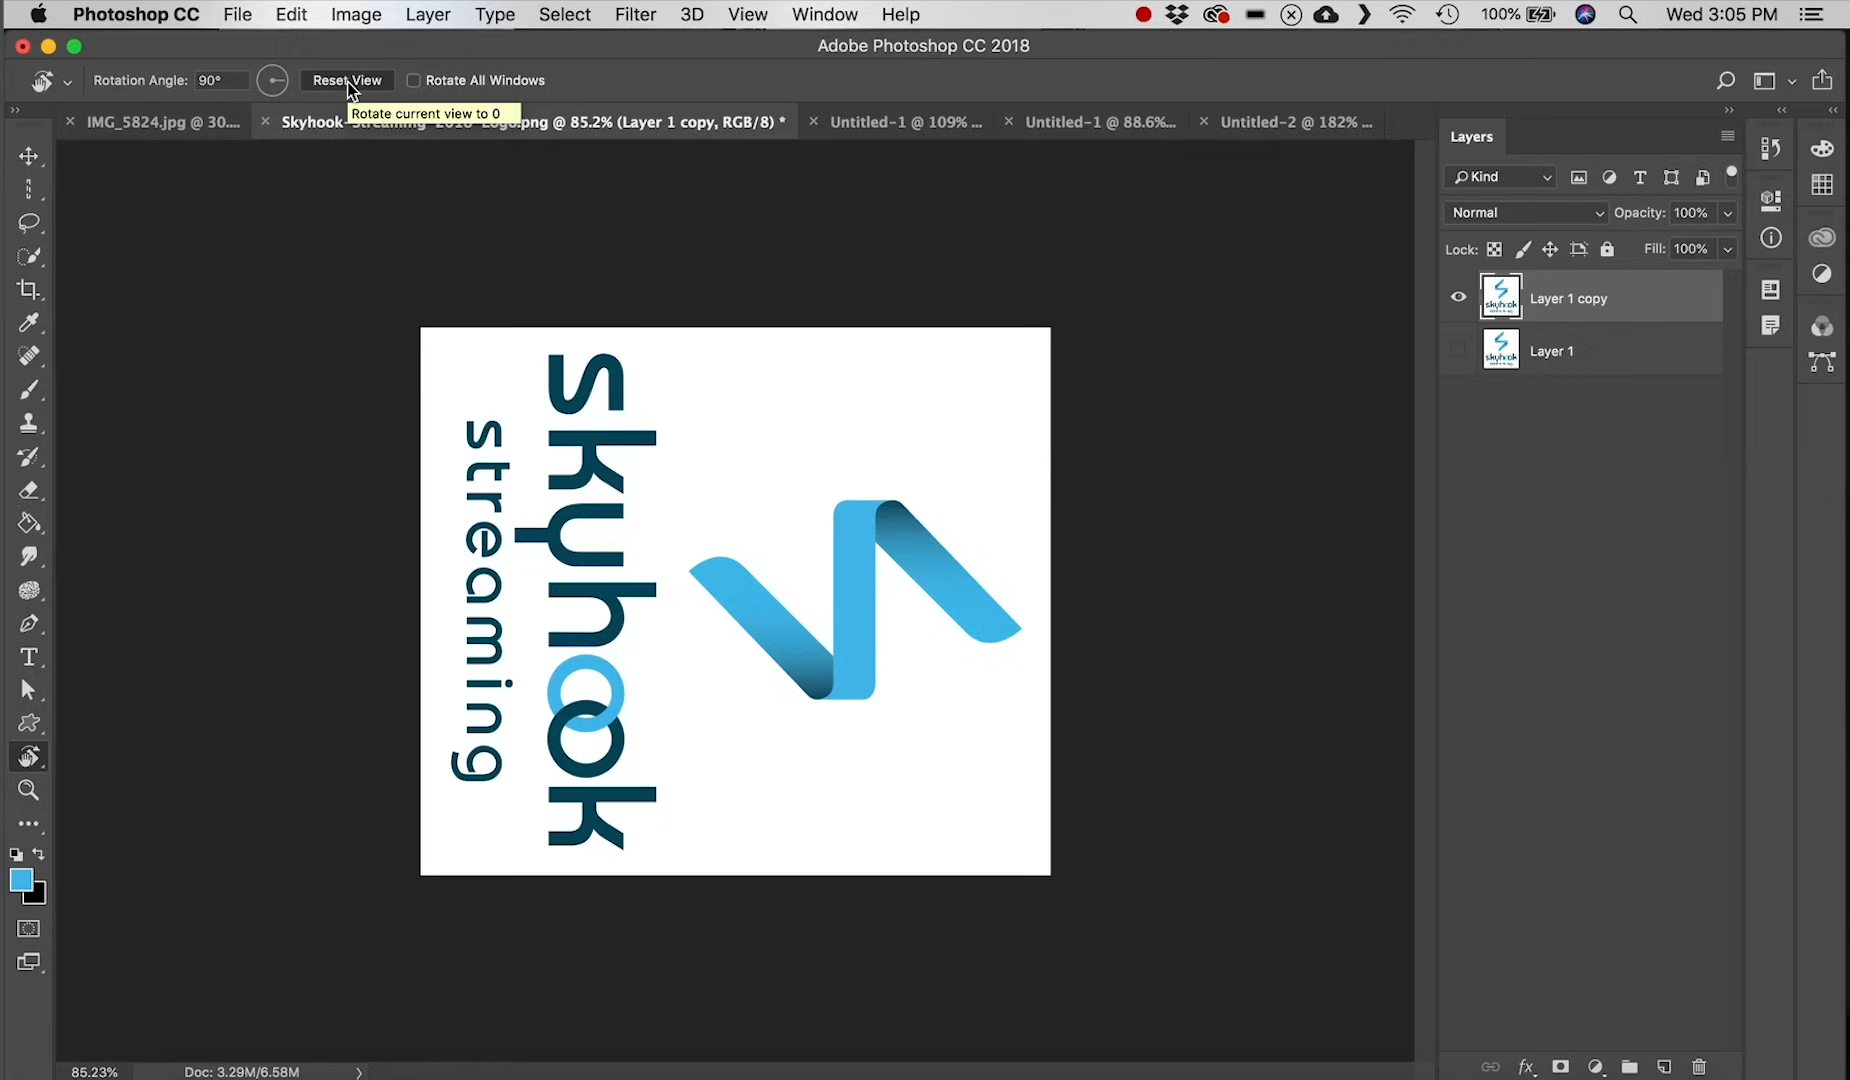 Photoshop CC File Edit Image Layer Type Select Filter 3D View Window Help 100% Wed 3:05 PM
Adobe Photoshop CC 2018
Rotation Angle: 90° Reset View Rotate All Windows
Rotate current view to 0
IMG_5824.jpg @ 30.... Skyhook-Streaming-2018-Logo.png @ 85.2% (Layer 1 copy, RGB/8) * Untitled-1 @ 109% ... Untitled-1 @ 88.6%... Untitled-2 @ 182% ...
Layers
Kind
Normal Opacity: 100%
Lock: Fill: 100%
Layer 1 copy
Layer 1
skyhook
streaming
85.23% Doc: 3.29M/6.58M